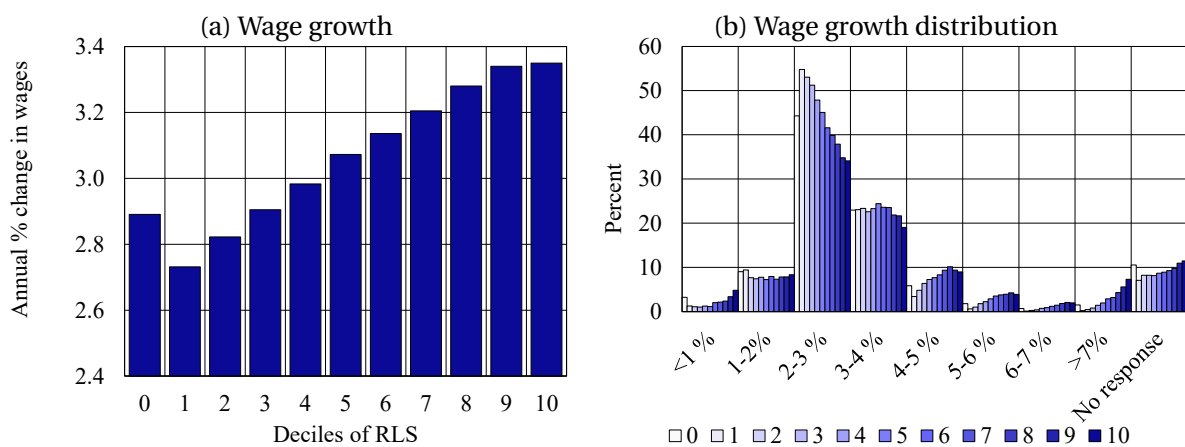 (a) Wage growth
Annual % change in wages
3.4
3.2
3.0
2.8
2.6
2.4
0 1 2 3 4 5 6 7 8 9 10
Deciles of RLS
(b) Wage growth distribution
Percent
60
50
40
30
20
10
0
<1 %
1-2%
2-3 %
3-4 %
4-5 %
5-6 %
6-7 %
>7%
No response
0 1 2 3 4 5 6 7 8 9 10